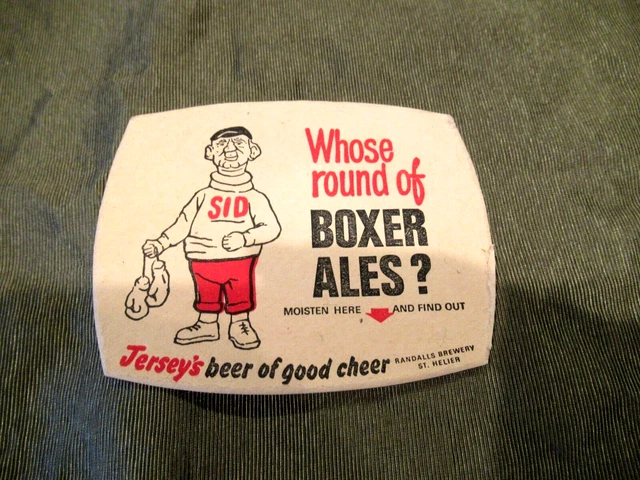 SID
Whose
round of
BOXER
ALES?
MOISTEN HERE AND FIND OUT
Jersey's beer of good cheer
RANDALLS BREWERY
ST. HELIER